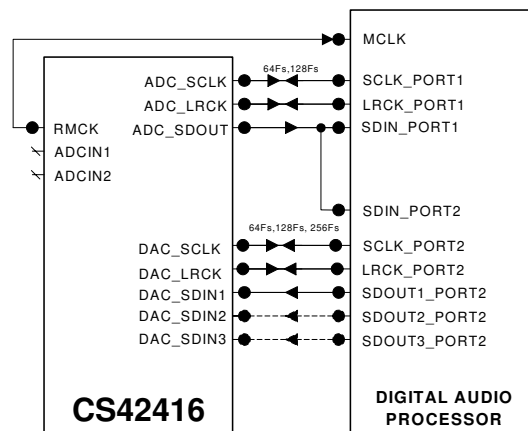 MCLK
64Fs,128Fs
ADC_SCLK
SCLK_PORT1
ADC_LRCK
LRCK_PORT1
RMCK
ADC_SDOUT
SDIN_PORT1
ADCIN1
ADCIN2
SDIN_PORT2
64Fs,128Fs, 256Fs
DAC_SCLK
SCLK_PORT2
DAC_LRCK
LRCK_PORT2
DAC_SDIN1
SDOUT1_PORT2
DAC_SDIN2
SDOUT2_PORT2
DAC_SDIN3
SDOUT3_PORT2
CS42416
DIGITAL AUDIO
PROCESSOR